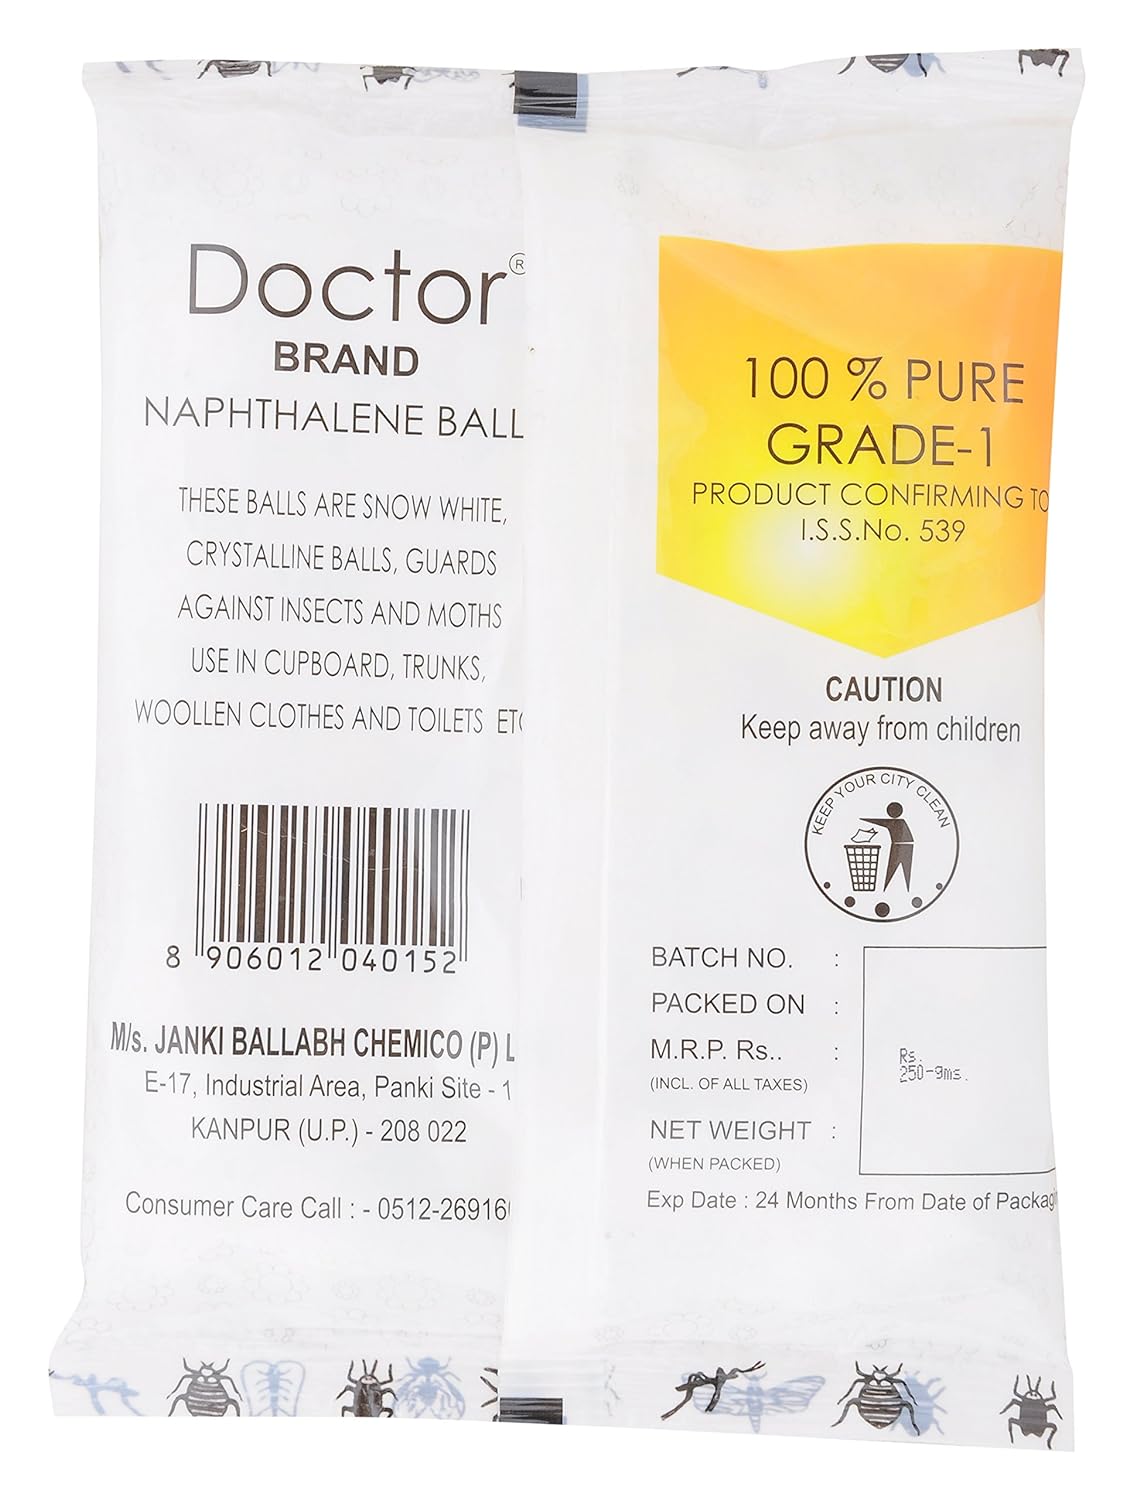 Doctor®
BRAND
NAPHTHALENE BALL
THESE BALLS ARE SNOW WHITE,
CRYSTALLINE BALLS, GUARDS
AGAINST INSECTS AND MOTHS
USE IN CUPBOARD, TRUNKS,
WOOLLEN CLOTHES AND TOILETS
8 906012 040152
M/s. JANKI BALLABH CHEMICO (P)
E-17, Industrial Area, Panki Site - 1
KANPUR (U.P.) - 208 022
Consumer Care Call : - 0512-26916
100 % PURE
GRADE-1
PRODUCT CONFIRMING TO
I.S.S.No. 539
CAUTION
Keep away from children
KEEP YOUR CITY CLEAN
BATCH NO. :
PACKED ON :
M.R.P. Rs.. :
(INCL. OF ALL TAXES)
Rs.
250-9ms.
NET WEIGHT :
(WHEN PACKED)
Exp Date : 24 Months From Date of